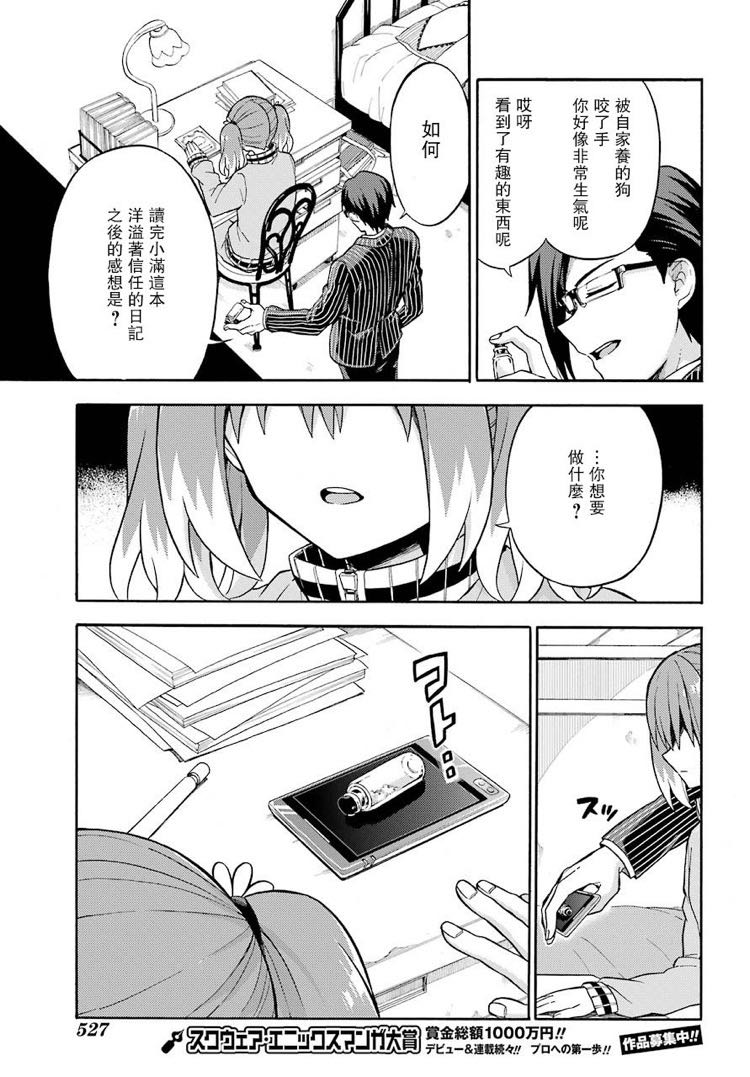 被自家養的狗
咬了手
你好像非常生氣呢
哎呀
看到了有趣的東西呢
如何
讀完小滿這本
洋溢著信任的日記
之後的感想是?
…你想要
做什麼?
スッ
コト…
527
スクウェア・エニックスマンガ大賞
賞金総額1000万円!!
デビュー&連載続々!! プロへの第一歩!!
作品募集中!!